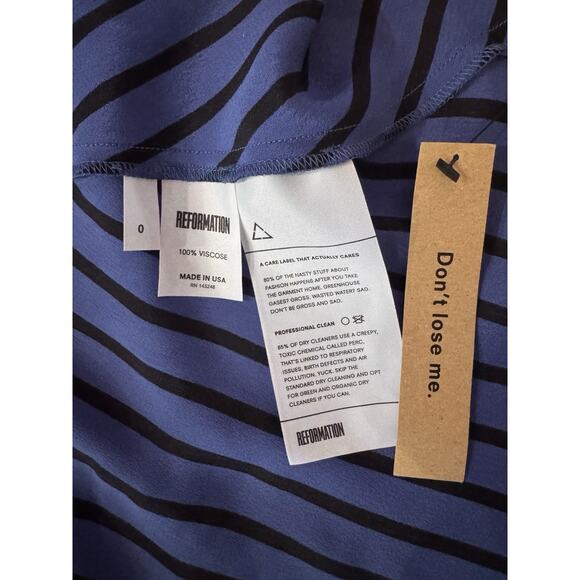 0
REFORMATION
100% VISCOSE
MADE IN USA
RN 143248
A CARE LABEL THAT ACTUALLY CARES
80% OF THE NASTY STUFF ABOUT
FASHION HAPPENS AFTER YOU TAKE
THE GARMENT HOME. GREENHOUSE
GASES? GROSS. WASTED WATER? SAD.
DON'T BE GROSS AND SAD.
PROFESSIONAL CLEAN
85% OF DRY CLEANERS USE A CREEPY,
TOXIC CHEMICAL CALLED PERC,
THAT'S LINKED TO RESPIRATORY
ISSUES, BIRTH DEFECTS AND AIR
POLLUTION. YUCK. SKIP THE
STANDARD DRY CLEANING AND OPT
FOR GREEN AND ORGANIC DRY
CLEANERS IF YOU CAN.
REFORMATION
Don't lose me.